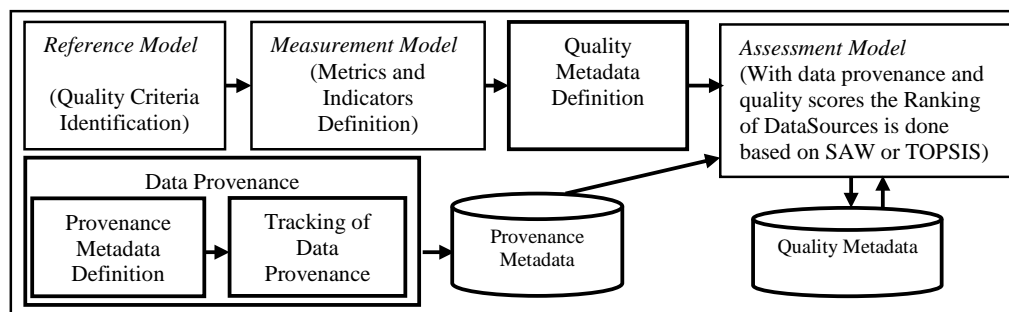 Reference Model
(Quality Criteria
Identification)
Measurement Model
(Metrics and
Indicators
Definition)
Quality
Metadata
Definition
Assessment Model
(With data provenance and
quality scores the Ranking
of DataSources is done
based on SAW or TOPSIS)
Data Provenance
Provenance
Metadata
Definition
Tracking of
Data
Provenance
Provenance
Metadata
Quality Metadata